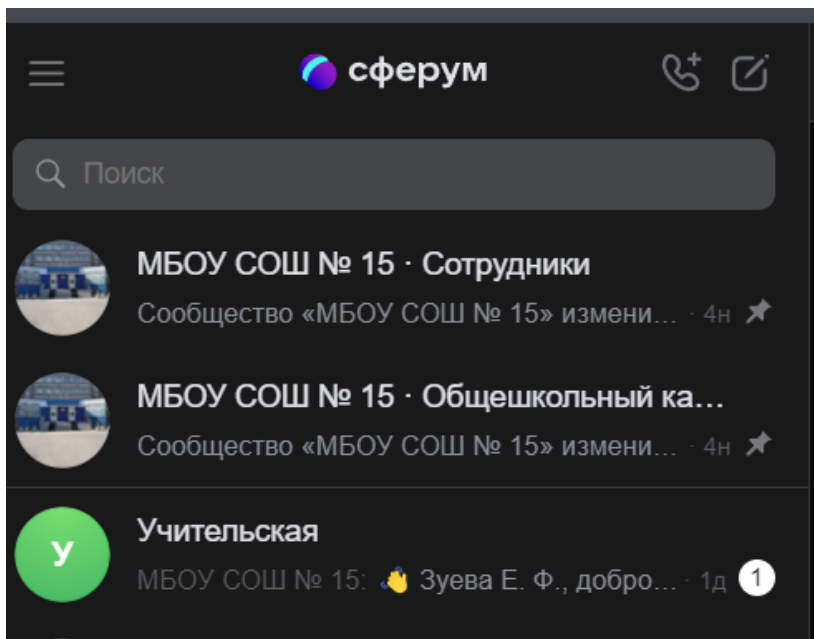 сферум
Поиск
МБОУ СОШ № 15 · Сотрудники
Сообщество «МБОУ СОШ № 15» измени... · 4н
МБОУ СОШ № 15 · Общешкольный ка...
Сообщество «МБОУ СОШ № 15» измени... · 4н
У
Учительская
МБОУ СОШ № 15: 👋 Зуева Е. Ф., добро... · 1д 1